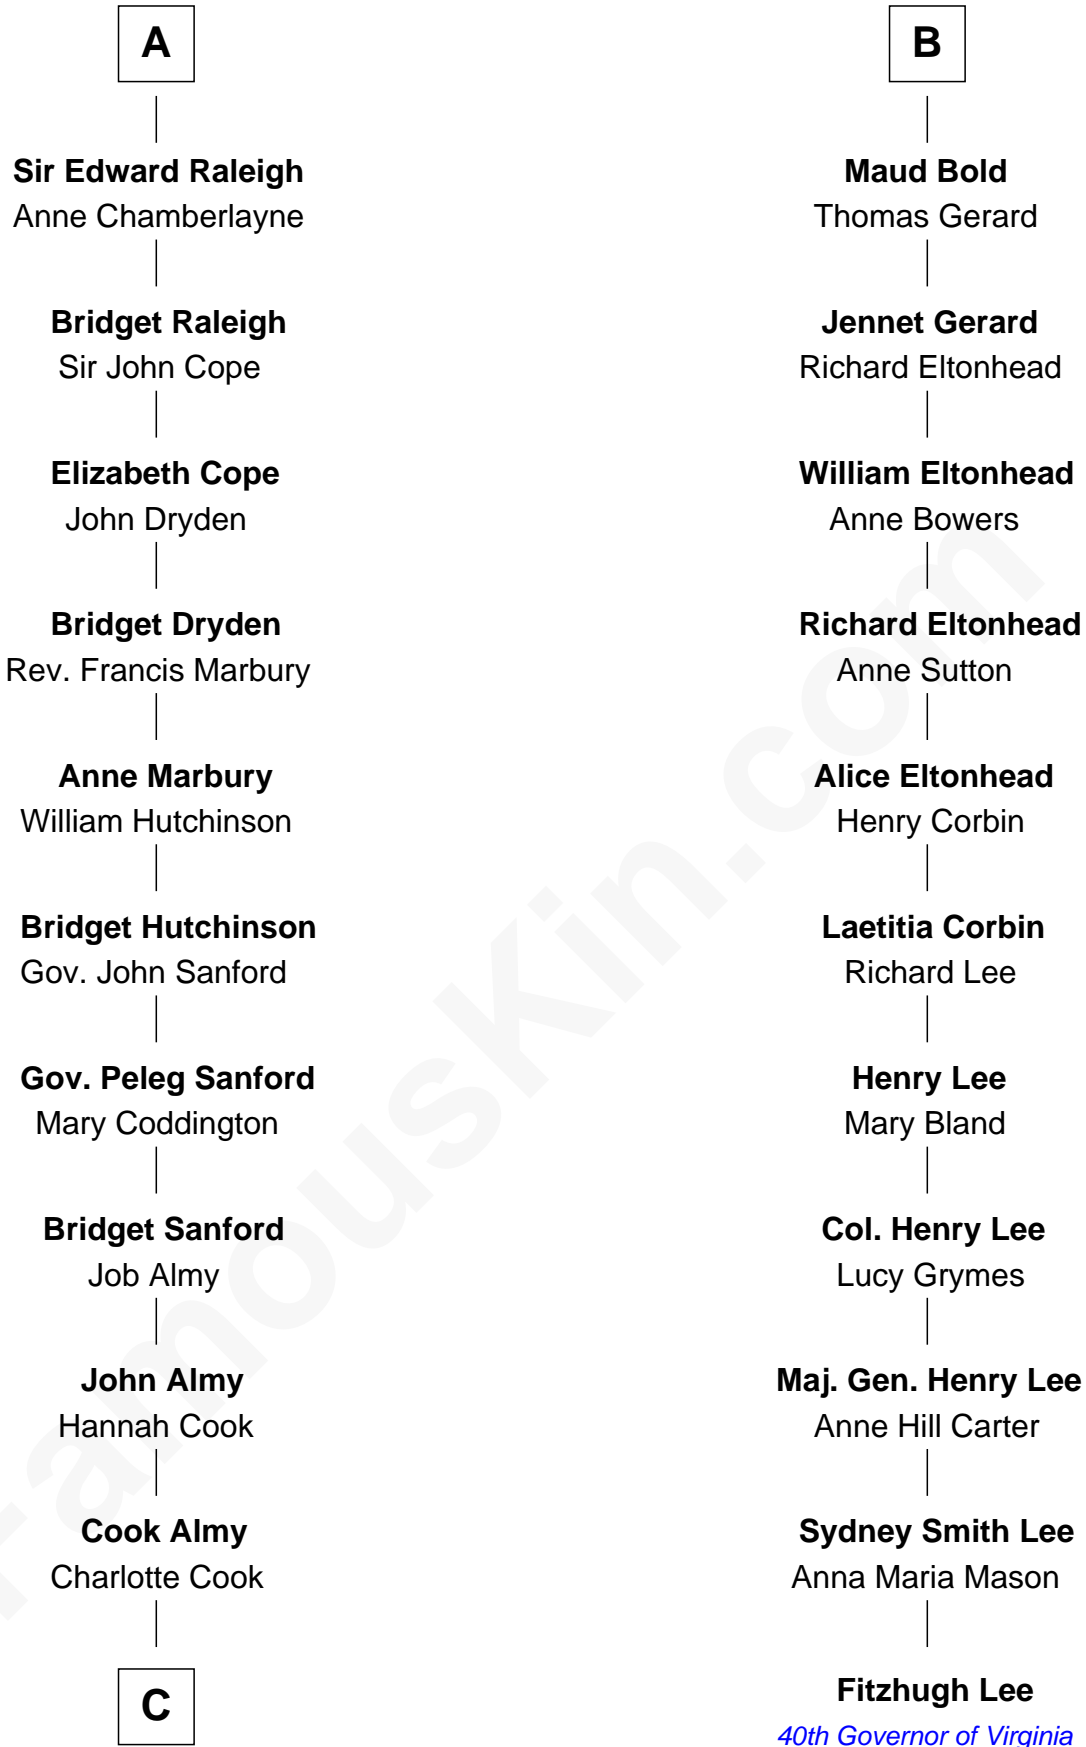 A
Sir Edward Raleigh
Anne Chamberlayne
Bridget Raleigh
Sir John Cope
Elizabeth Cope
John Dryden
Bridget Dryden
Rev. Francis Marbury
Anne Marbury
William Hutchinson
Bridget Hutchinson
Gov. John Sanford
Gov. Peleg Sanford
Mary Coddington
Bridget Sanford
Job Almy
John Almy
Hannah Cook
Cook Almy
Charlotte Cook
C
B
Maud Bold
Thomas Gerard
Jennet Gerard
Richard Eltonhead
William Eltonhead
Anne Bowers
Richard Eltonhead
Anne Sutton
Alice Eltonhead
Henry Corbin
Laetitia Corbin
Richard Lee
Henry Lee
Mary Bland
Col. Henry Lee
Lucy Grymes
Maj. Gen. Henry Lee
Anne Hill Carter
Sydney Smith Lee
Anna Maria Mason
Fitzhugh Lee
40th Governor of Virginia
FamousKin.com